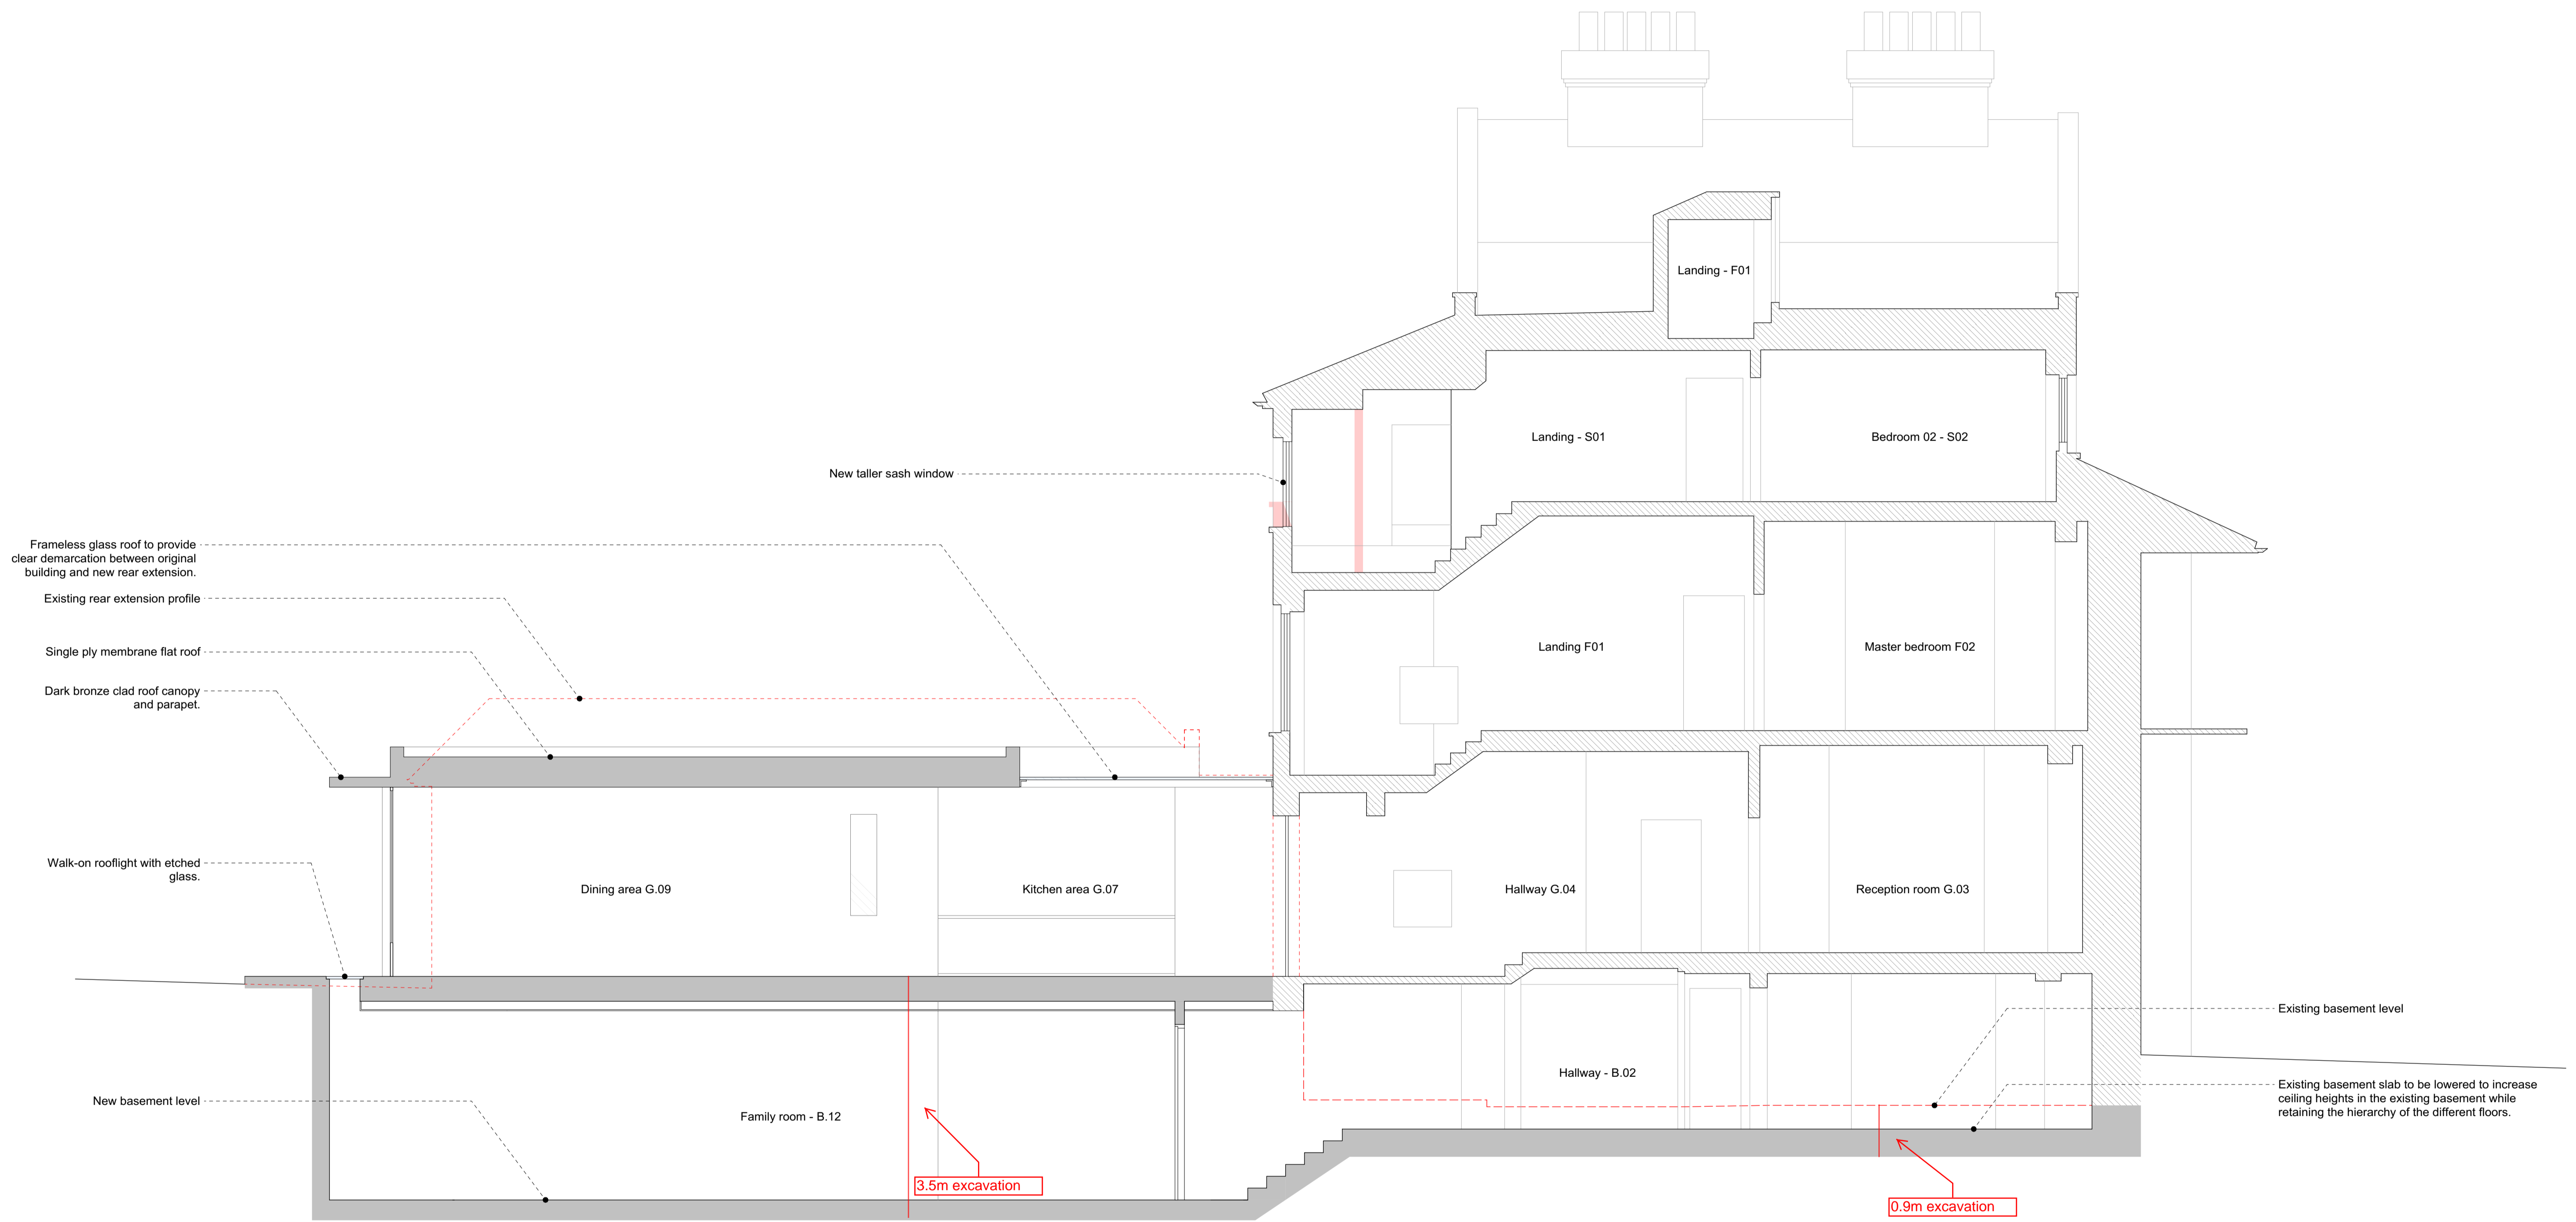 Landing - F01
Landing - S01
Bedroom 02 - S02
New taller sash window
Frameless glass roof to provide
clear demarcation between original
building and new rear extension.
Existing rear extension profile
Single ply membrane flat roof
Landing F01
Master bedroom F02
Dark bronze clad roof canopy
and parapet.
Walk-on rooflight with etched
glass.
Dining area G.09
Kitchen area G.07
Hallway G.04
Reception room G.03
Existing basement level
Hallway - B.02
Existing basement slab to be lowered to increase
ceiling heights in the existing basement while
retaining the hierarchy of the different floors.
New basement level
Family room - B.12
3.5m excavation
0.9m excavation